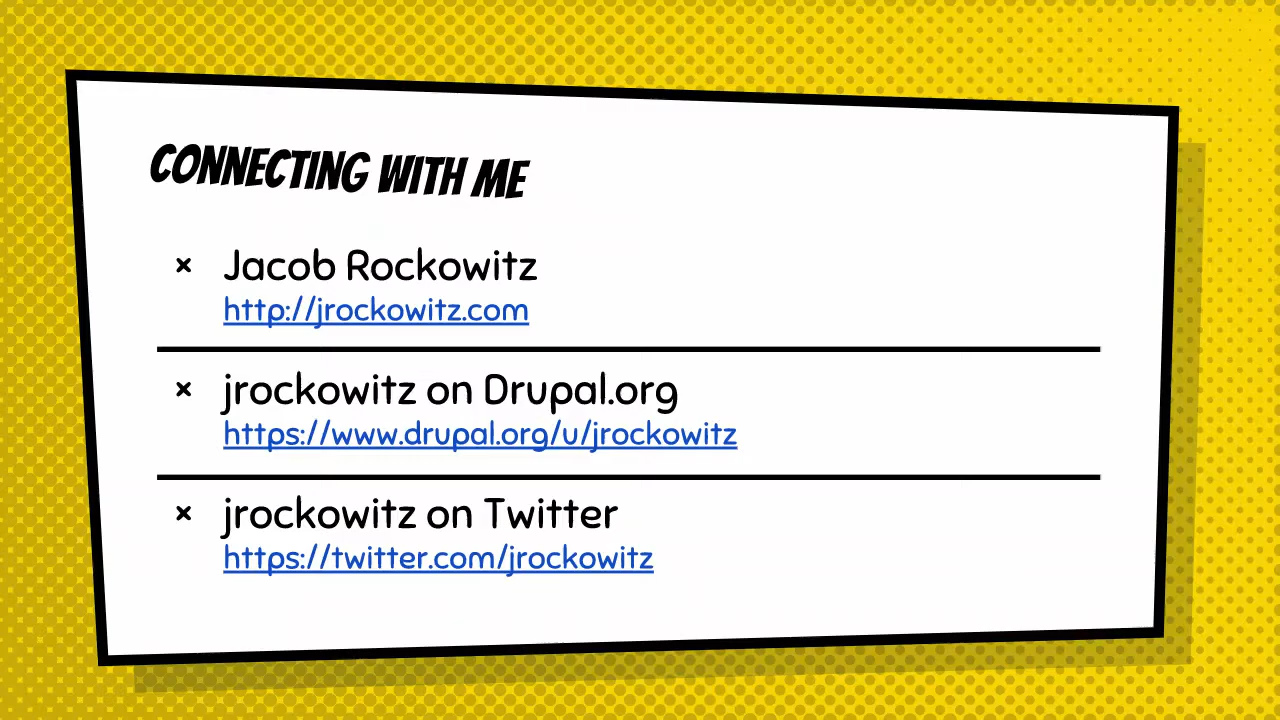 CONNECTING WITH ME
× Jacob Rockowitz
http://jrockowitz.com
× jrockowitz on Drupal.org
https://www.drupal.org/u/jrockowitz
× jrockowitz on Twitter
https://twitter.com/jrockowitz